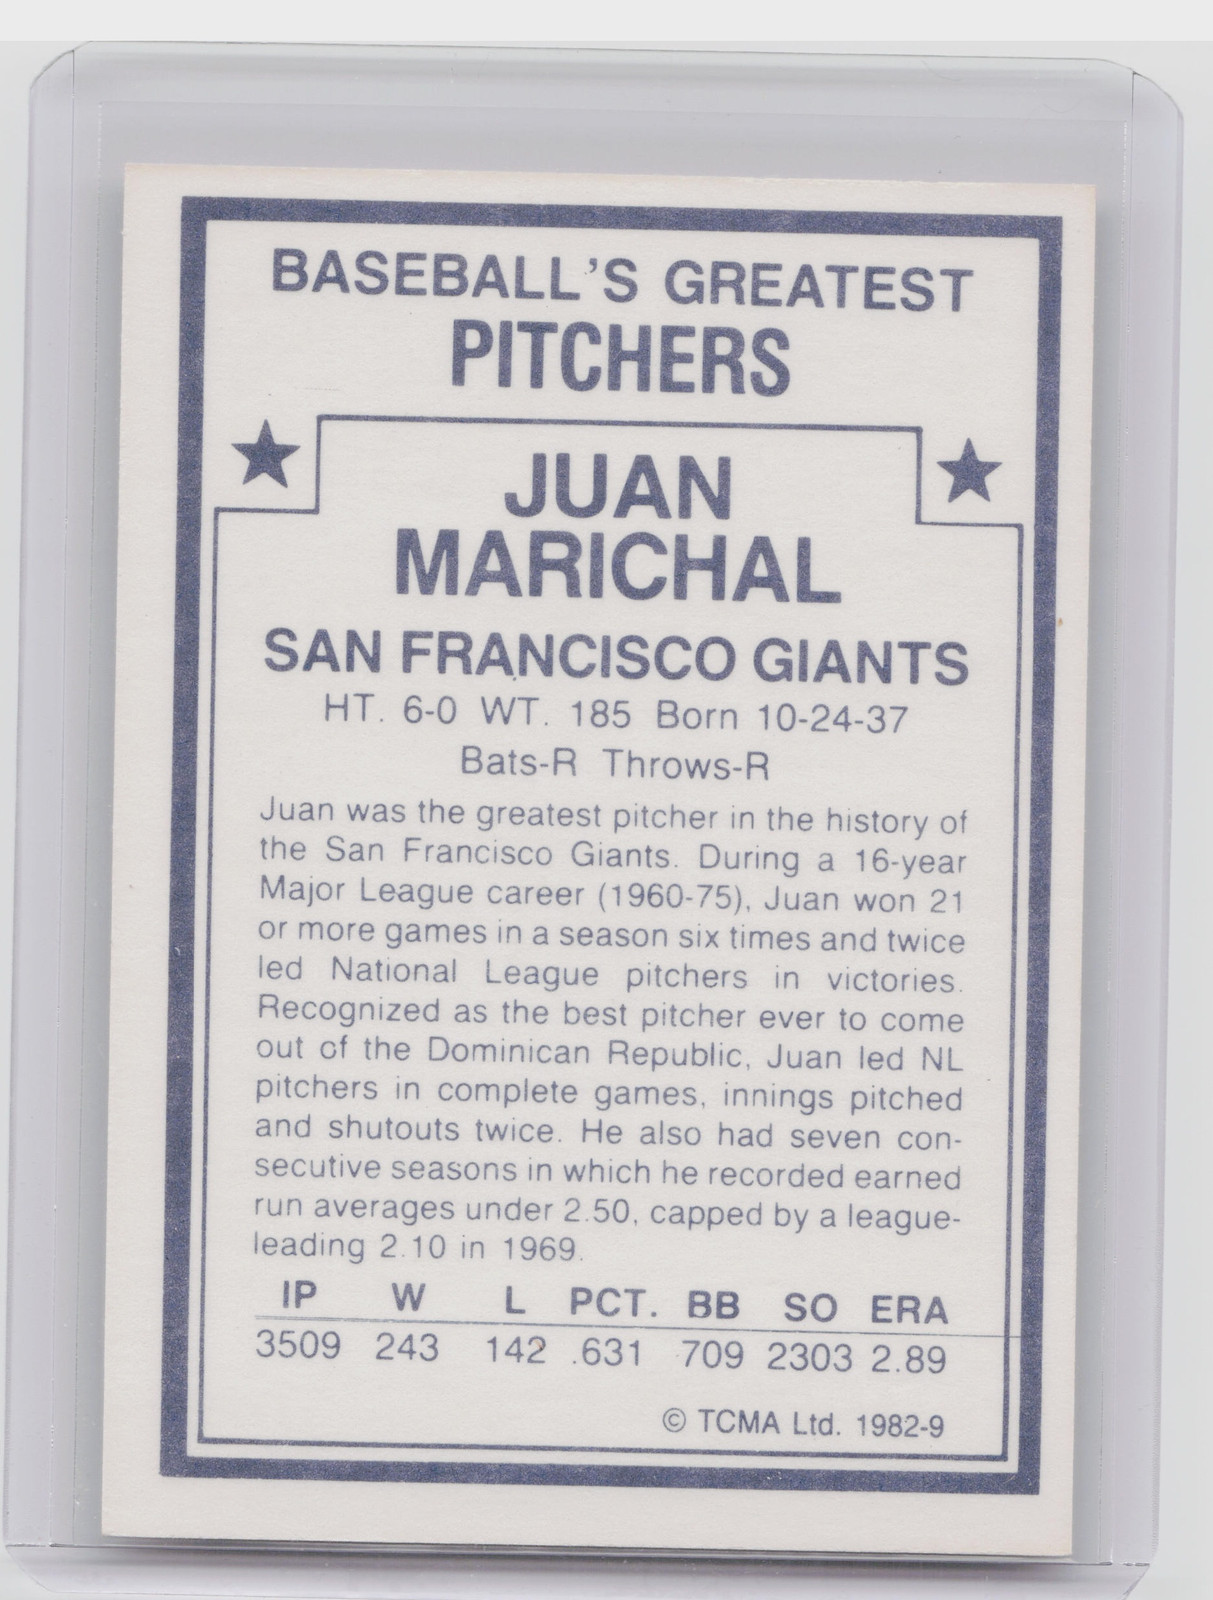 BASEBALL'S GREATEST
PITCHERS
JUAN
MARICHAL
SAN FRANCISCO GIANTS
HT. 6-0 WT. 185 Born 10-24-37
Bats-R Throws-R
Juan was the greatest pitcher in the history of
the San Francisco Giants. During a 16-year
Major League career (1960-75), Juan won 21
or more games in a season six times and twice
led National League pitchers in victories.
Recognized as the best pitcher ever to come
out of the Dominican Republic, Juan led NL
pitchers in complete games, innings pitched
and shutouts twice. He also had seven con-
secutive seasons in which he recorded earned
run averages under 2.50, capped by a league-
leading 2.10 in 1969.
IP W L PCT. BB SO ERA
3509 243 142 .631 709 2303 2.89
© TCMA Ltd. 1982-9